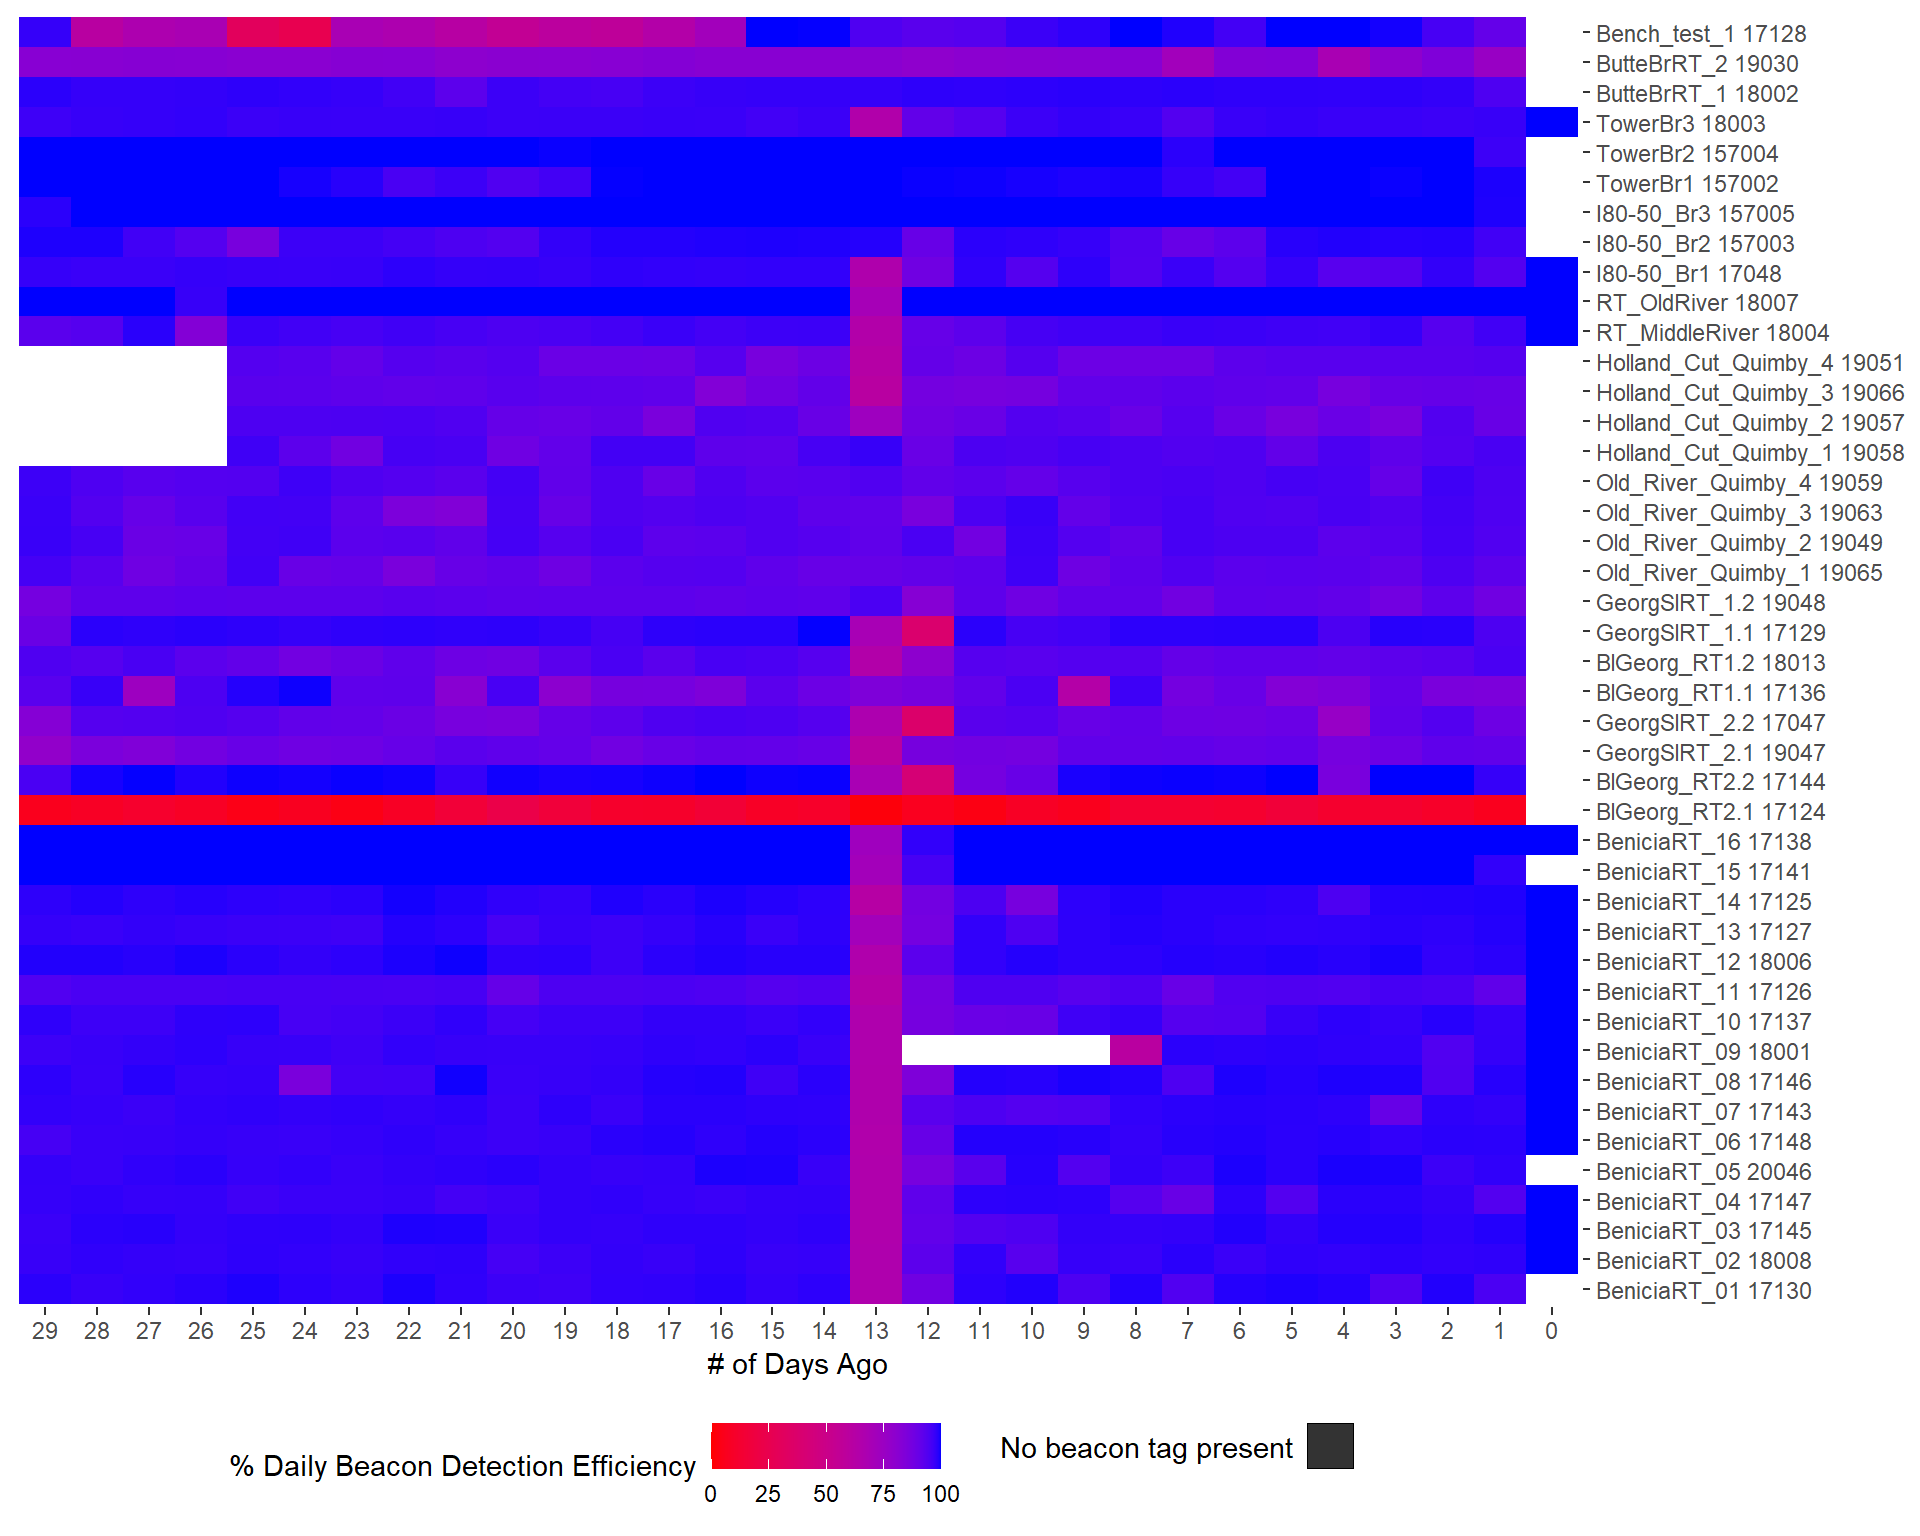 Bench_test_1 17128
ButteBrRT_2 19030
ButteBrRT_1 18002
TowerBr3 18003
TowerBr2 157004
TowerBr1 157002
I80-50_Br3 157005
I80-50_Br2 157003
I80-50_Br1 17048
RT_OldRiver 18007
RT_MiddleRiver 18004
Holland_Cut_Quimby_4 19051
Holland_Cut_Quimby_3 19066
Holland_Cut_Quimby_2 19057
Holland_Cut_Quimby_1 19058
Old_River_Quimby_4 19059
Old_River_Quimby_3 19063
Old_River_Quimby_2 19049
Old_River_Quimby_1 19065
GeorgSlRT_1.2 19048
GeorgSlRT_1.1 17129
BlGeorg_RT1.2 18013
BlGeorg_RT1.1 17136
GeorgSlRT_2.2 17047
GeorgSlRT_2.1 19047
BlGeorg_RT2.2 17144
BlGeorg_RT2.1 17124
BeniciaRT_16 17138
BeniciaRT_15 17141
BeniciaRT_14 17125
BeniciaRT_13 17127
BeniciaRT_12 18006
BeniciaRT_11 17126
BeniciaRT_10 17137
BeniciaRT_09 18001
BeniciaRT_08 17146
BeniciaRT_07 17143
BeniciaRT_06 17148
BeniciaRT_05 20046
BeniciaRT_04 17147
BeniciaRT_03 17145
BeniciaRT_02 18008
BeniciaRT_01 17130
29 28 27 26 25 24 23 22 21 20 19 18 17 16 15 14 13 12 11 10 9 8 7 6 5 4 3 2 1 0
# of Days Ago
% Daily Beacon Detection Efficiency
0 25 50 75 100
No beacon tag present